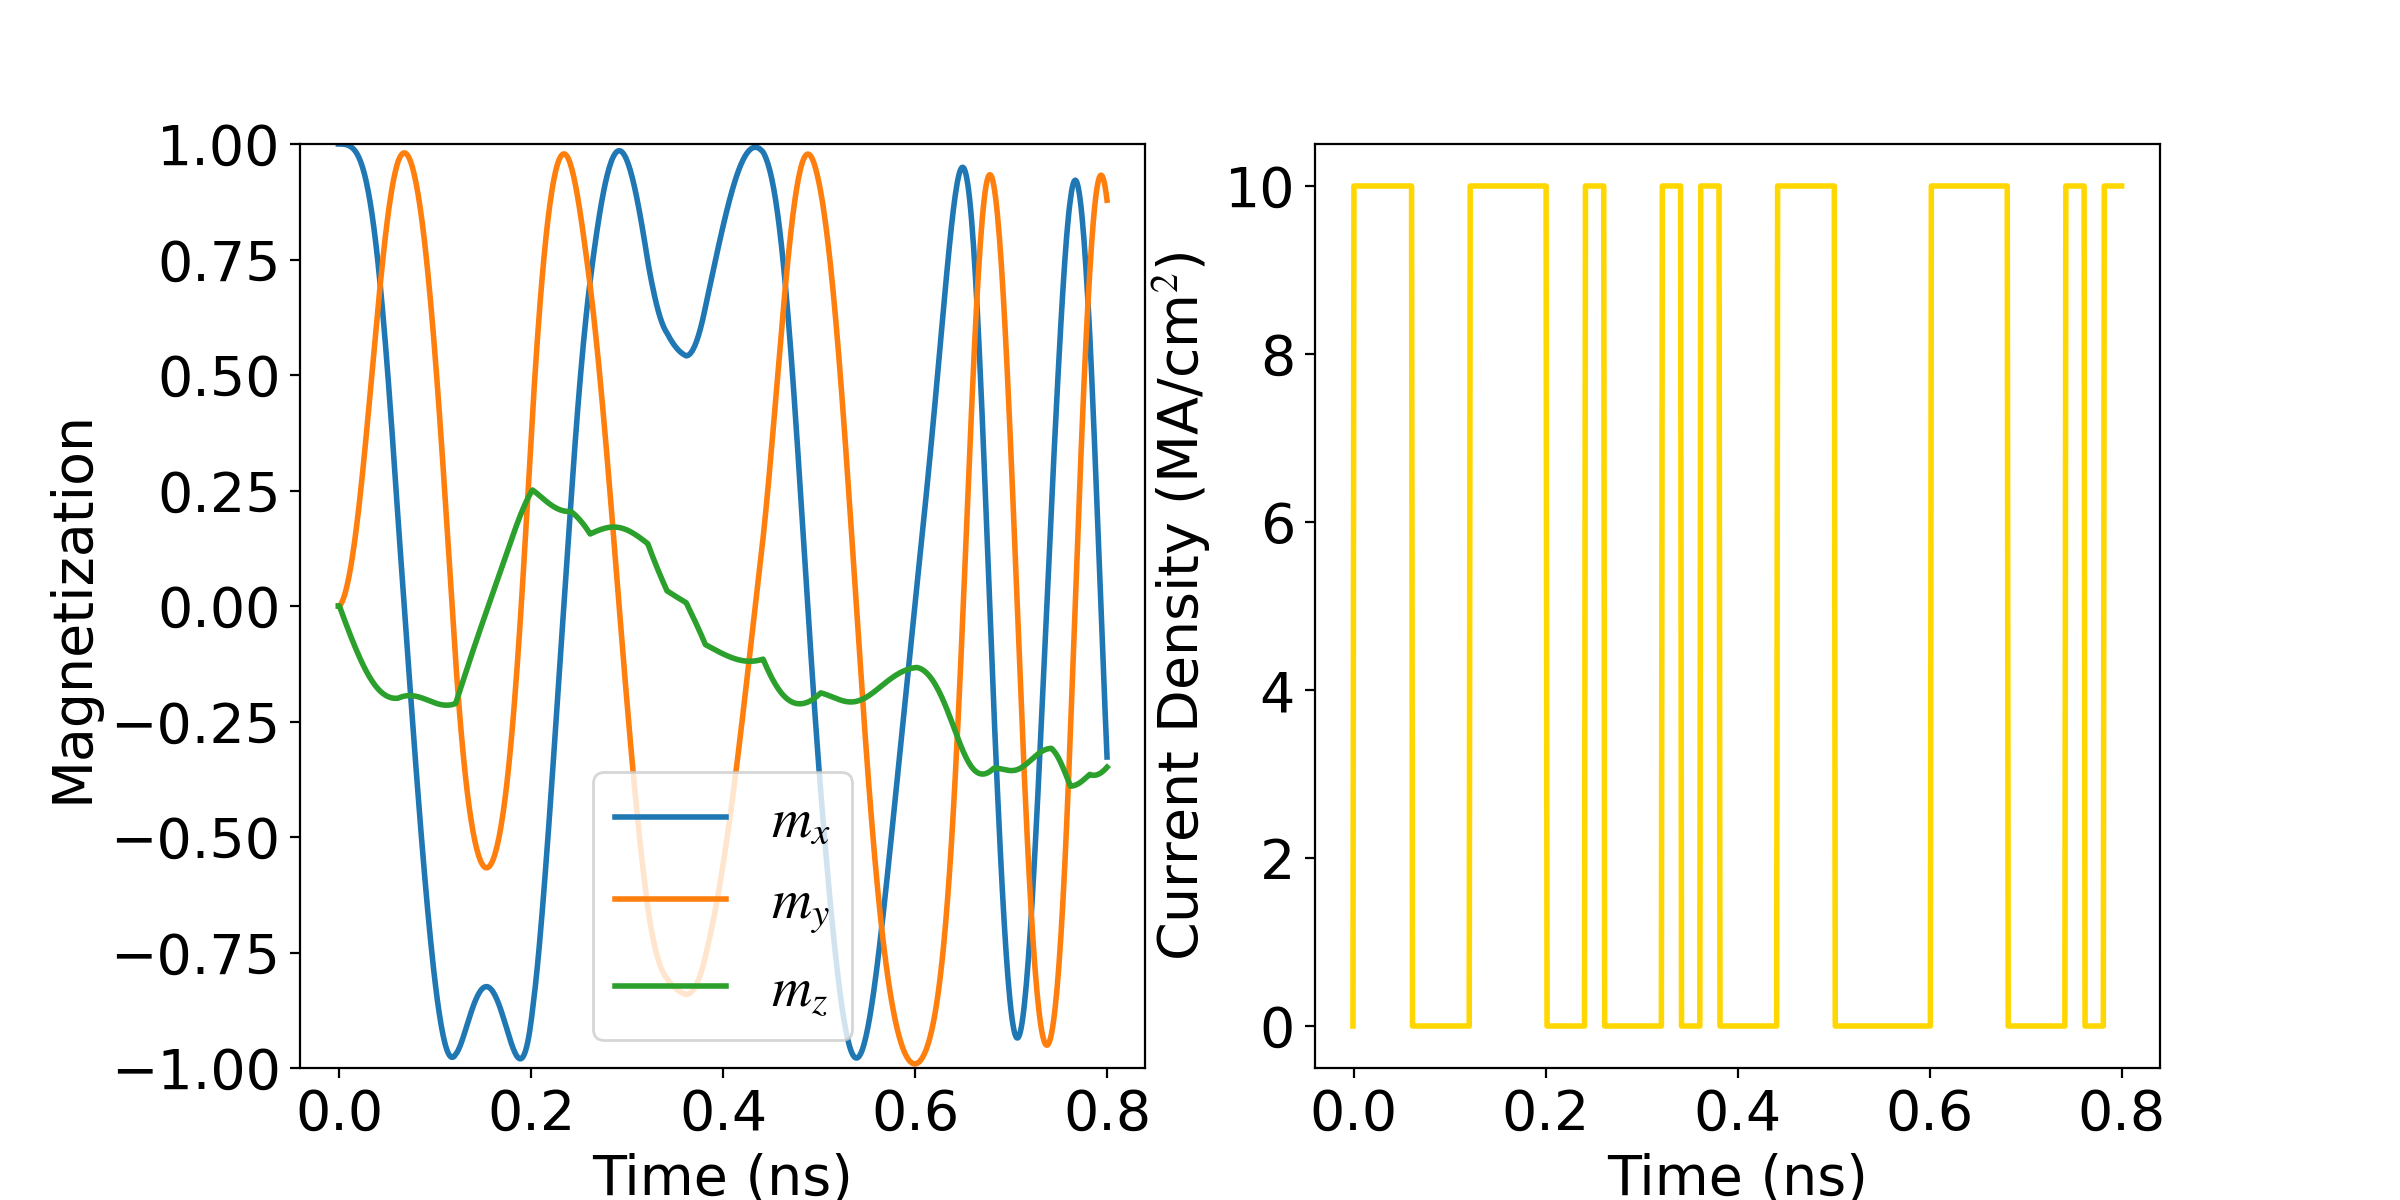 Magnetization
1.00
0.75
0.50
0.25
0.00
−0.25
−0.50
−0.75
−1.00
0.0 0.2 0.4 0.6 0.8
Time (ns)
m_x
m_y
m_z
Current Density (MA/cm²)
10
8
6
4
2
0
0.0 0.2 0.4 0.6 0.8
Time (ns)